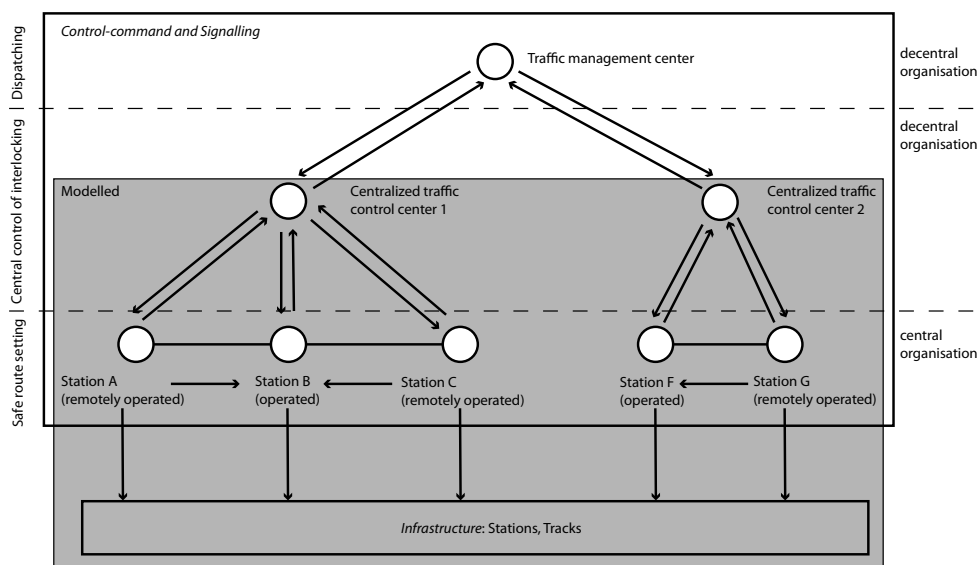 Control-command and Signalling
Traffic management center
Dispatching
decentral
organisation
Central control of interlocking
decentral
organisation
Modelled
Centralized traffic
control center 1
Centralized traffic
control center 2
Safe route setting
central
organisation
Station A
(remotely operated)
Station B
(operated)
Station C
(remotely operated)
Station F
(operated)
Station G
(remotely operated)
Infrastructure: Stations, Tracks